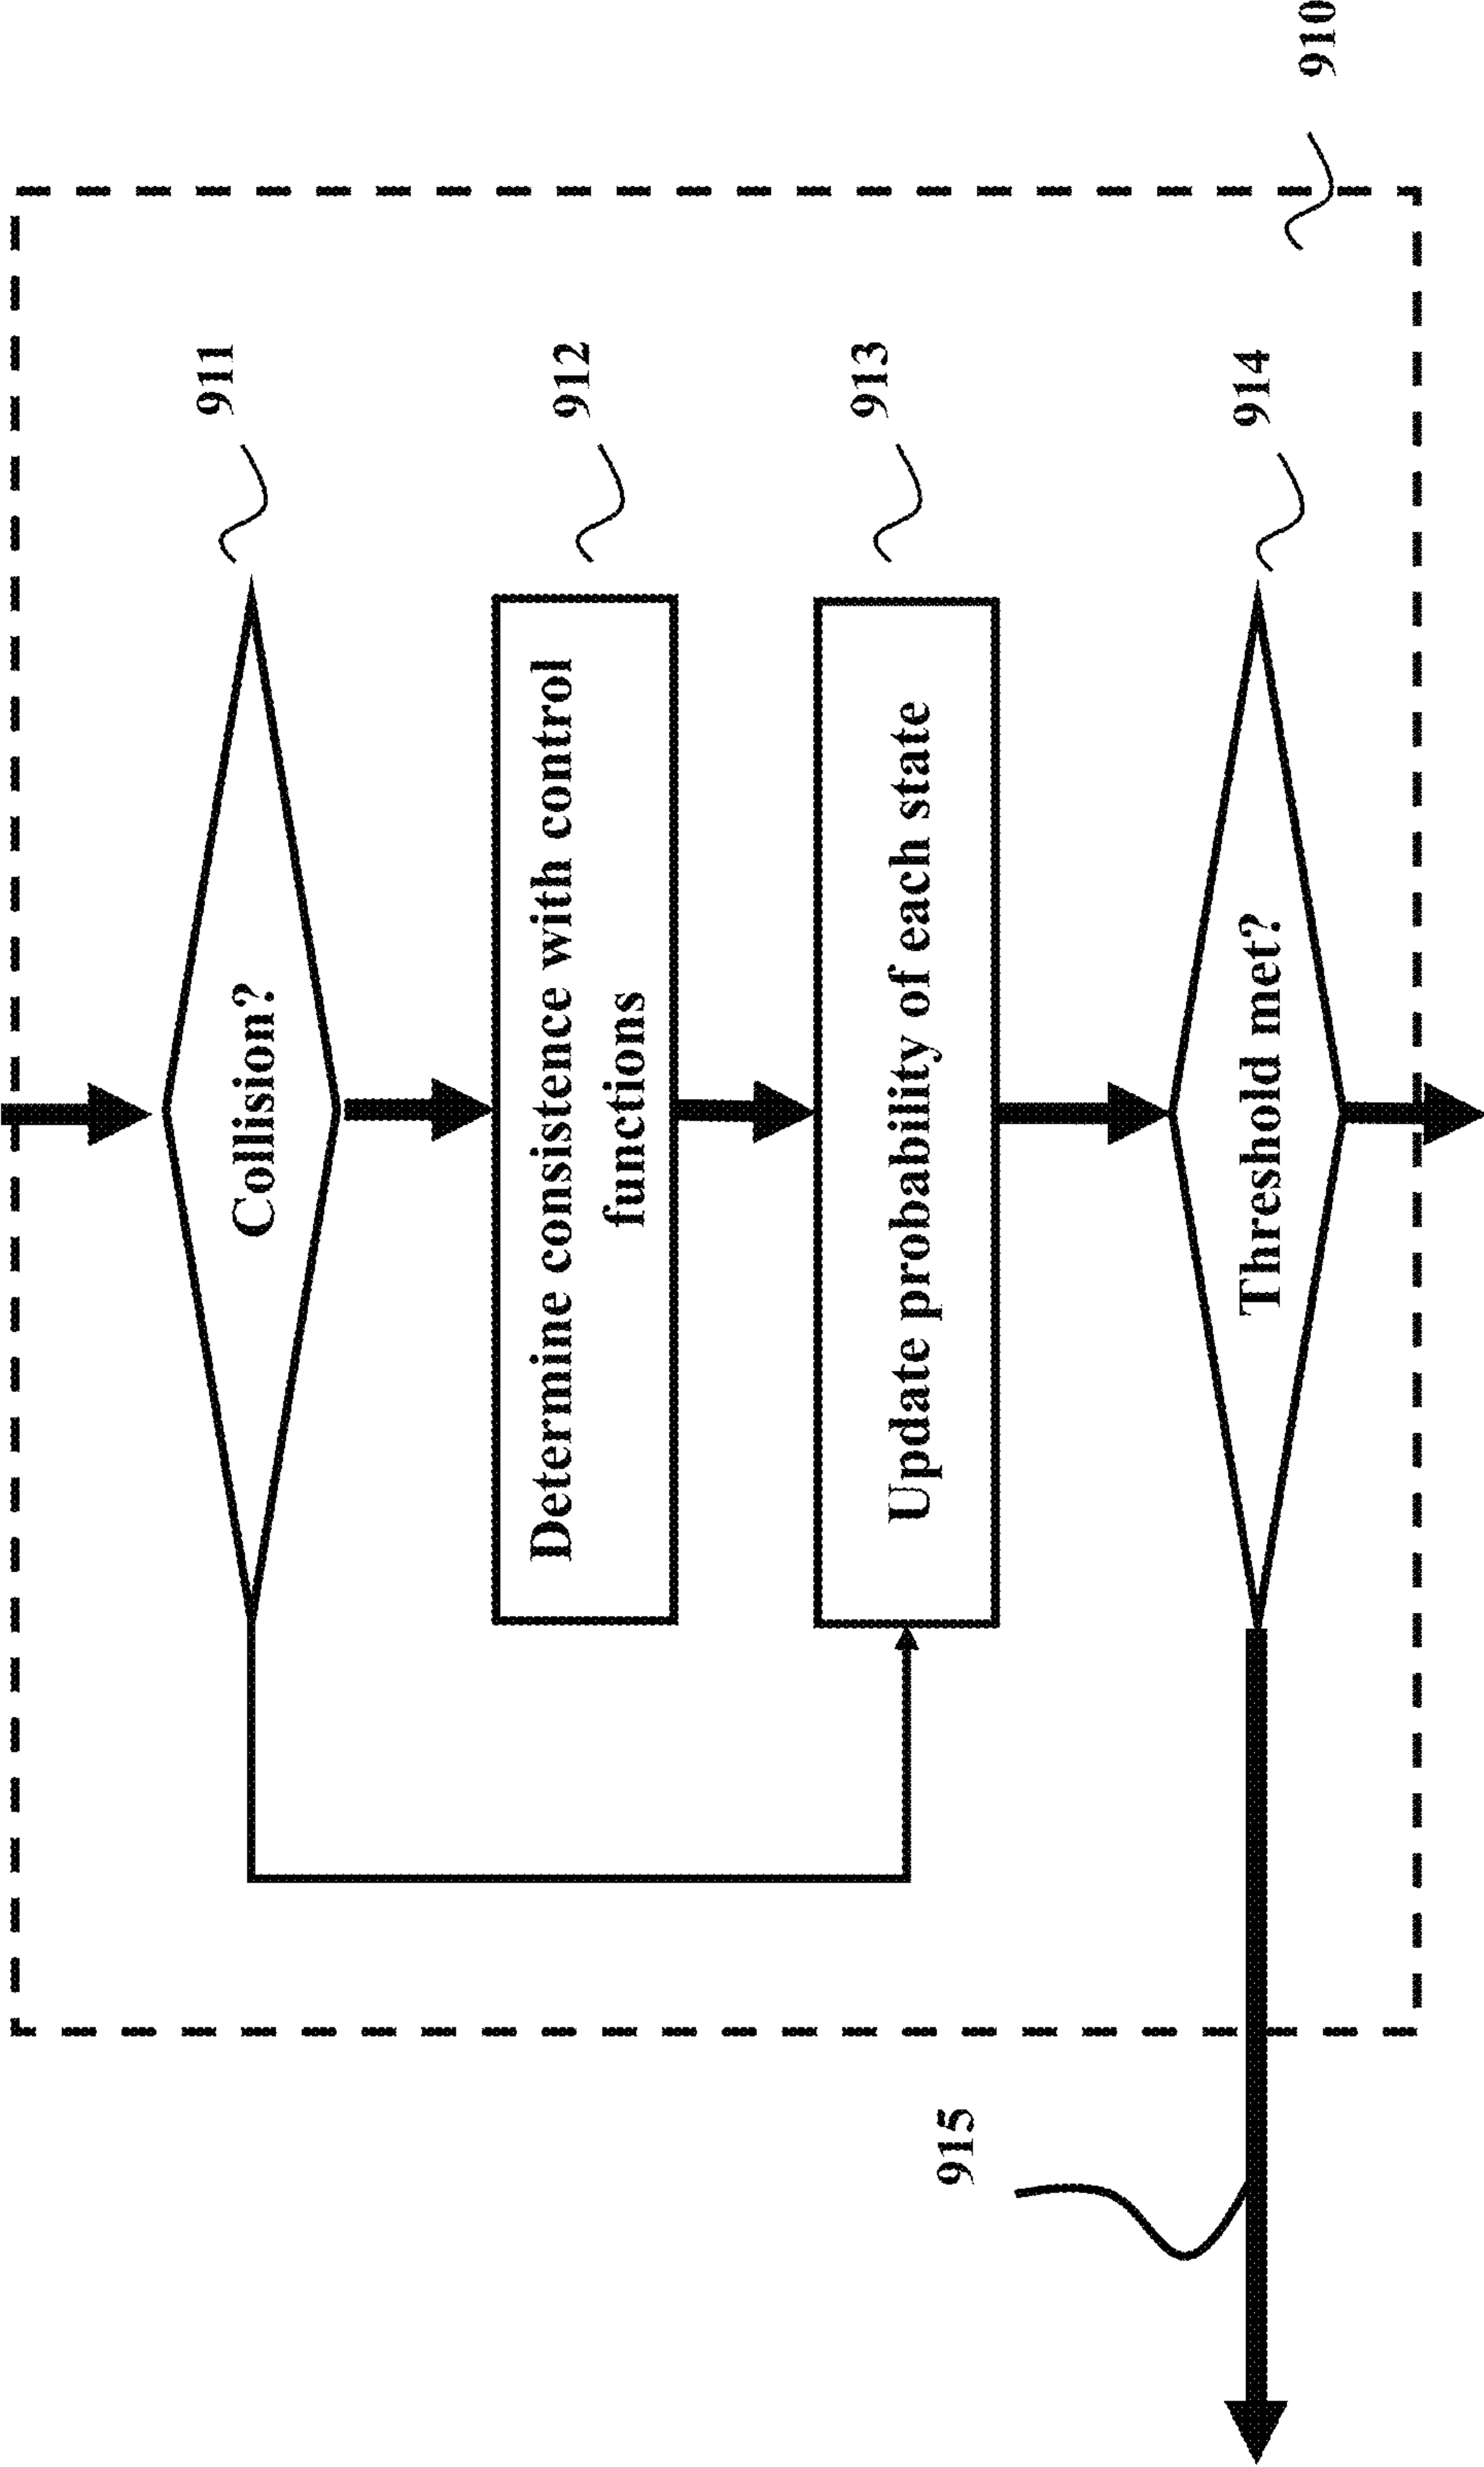 910
911
Collision?
912
Determine consistence with control
functions
913
Update probability of each state
914
Threshold met?
915